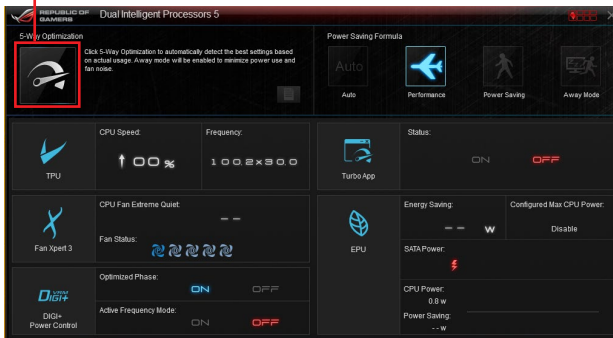 REPUBLIC OF GAMERS
Dual Intelligent Processors 5
5-Way Optimization
Click 5-Way Optimization to automatically detect the best settings based
on actual usage. Away mode will be enabled to minimize power use and
fan noise.
Power Saving Formula
Auto
Auto
Performance
Power Saving
Away Mode
TPU
CPU Speed:
↑00%
Frequency:
100.2x30.0
Turbo App
Status:
ON
OFF
Fan Xpert 3
CPU Fan Extreme Quiet:
--
Fan Status:
EPU
Energy Saving:
-- w
Configured Max CPU Power:
Disable
SATA Power:
CPU Power:
0.8 w
Power Saving:
-- w
DIGI+ VRM
DIGI+
Power Control
Optimized Phase:
ON
OFF
Active Frequency Mode:
ON
OFF